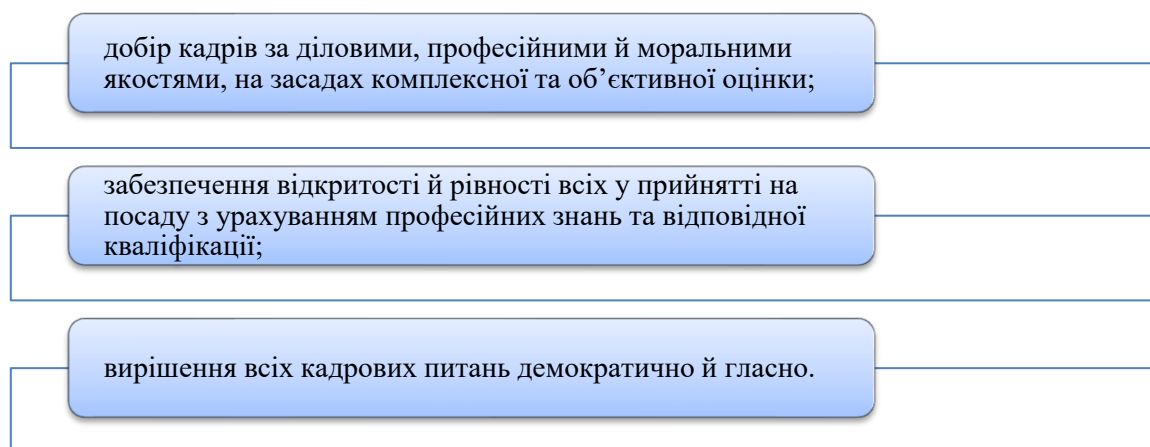 добір кадрів за діловими, професійними й моральними
якостями, на засадах комплексної та об’єктивної оцінки;
забезпечення відкритості й рівності всіх у прийнятті на
посаду з урахуванням професійних знань та відповідної
кваліфікації;
вирішення всіх кадрових питань демократично й гласно.